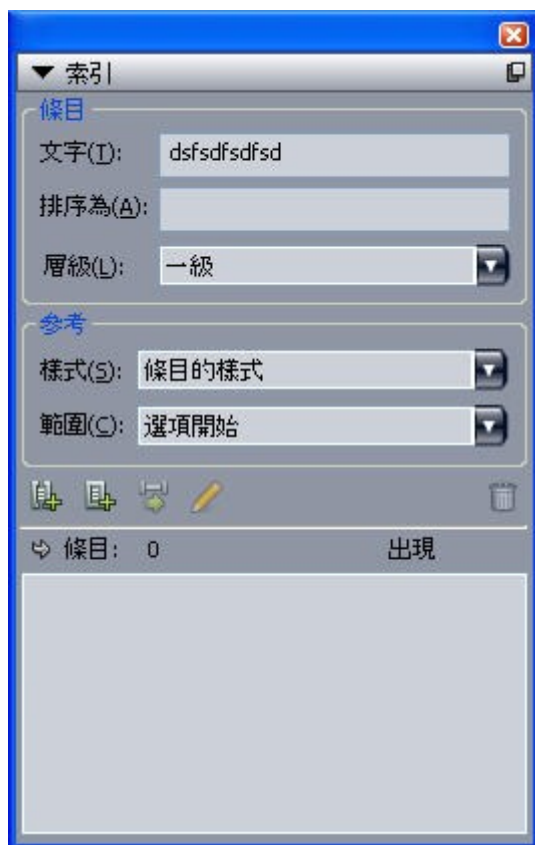 索引
條目
文字(T): dsfsdfsdfsd
排序為(A):
層級(L): 一級
參考
樣式(S): 條目的樣式
範圍(C): 選項開始
條目: 0 出現